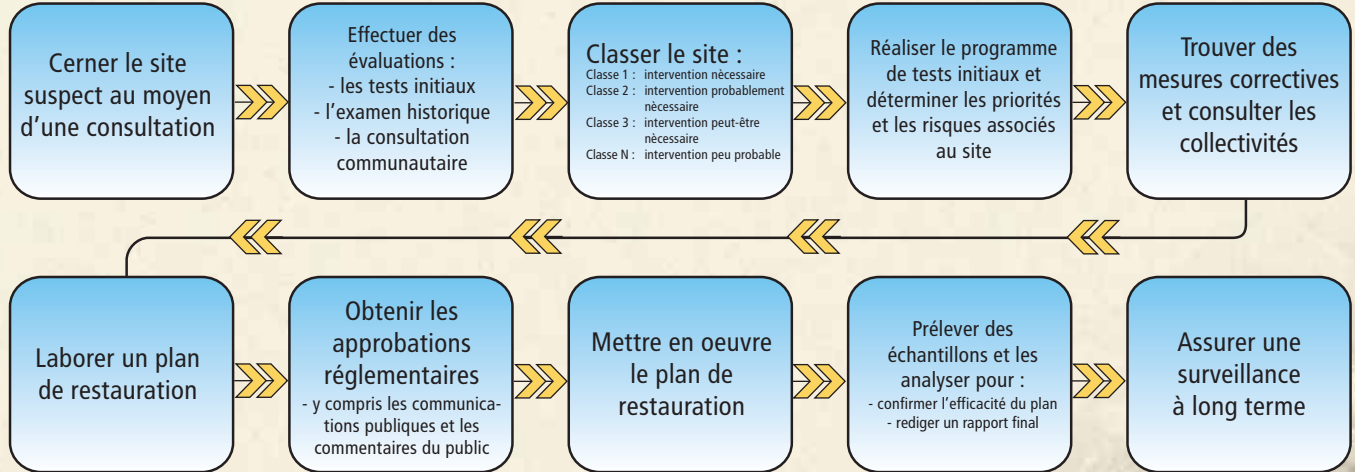 Cerner le site
suspect au moyen
d'une consultation
Effectuer des
évaluations :
- les tests initiaux
- l'examen historique
- la consultation
communautaire
Classer le site :
Classe 1 : intervention nècessaire
Classe 2 : intervention probablement
nècessaire
Classe 3 : intervention peut-être
nècessaire
Classe N : intervention peu probable
Réaliser le programme
de tests initiaux et
déterminer les priorités
et les risques associés
au site
Trouver des
mesures correctives
et consulter les
collectivités
Laborer un plan
de restauration
Obtenir les
approbations
réglementaires
- y compris les communica-
tions publiques et les
commentaires du public
Mettre en oeuvre
le plan de
restauration
Prélever des
échantillons et les
analyser pour :
- confirmer l'efficacité du plan
- rediger un rapport final
Assurer une
surveillance
à long terme